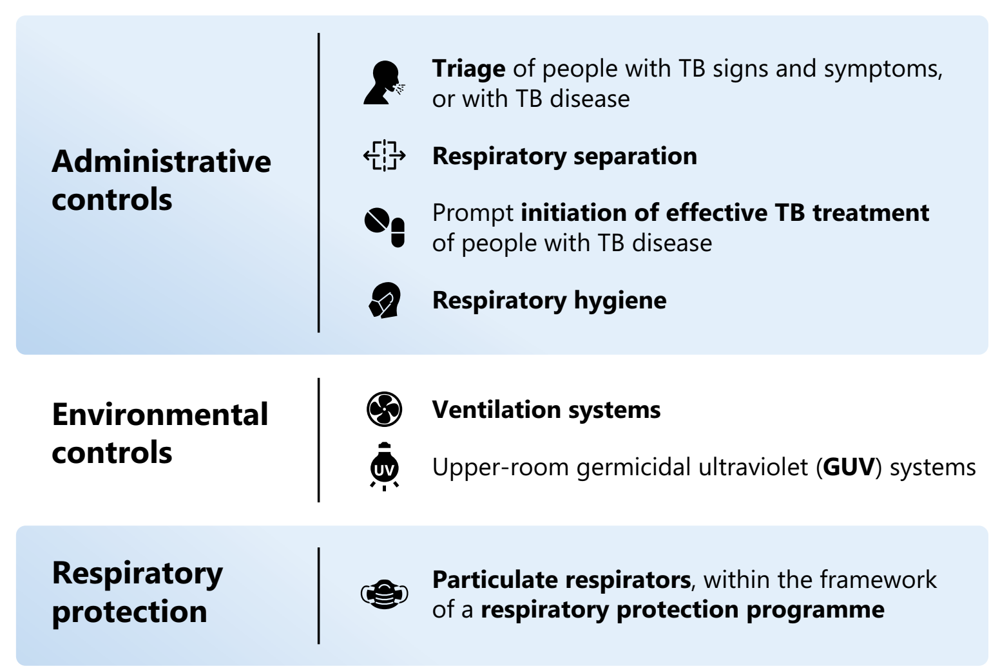 Administrative
controls
Triage of people with TB signs and symptoms,
or with TB disease
Respiratory separation
Prompt initiation of effective TB treatment
of people with TB disease
Respiratory hygiene
Environmental
controls
Ventilation systems
UV
Upper-room germicidal ultraviolet (GUV) systems
Respiratory
protection
Particulate respirators, within the framework
of a respiratory protection programme